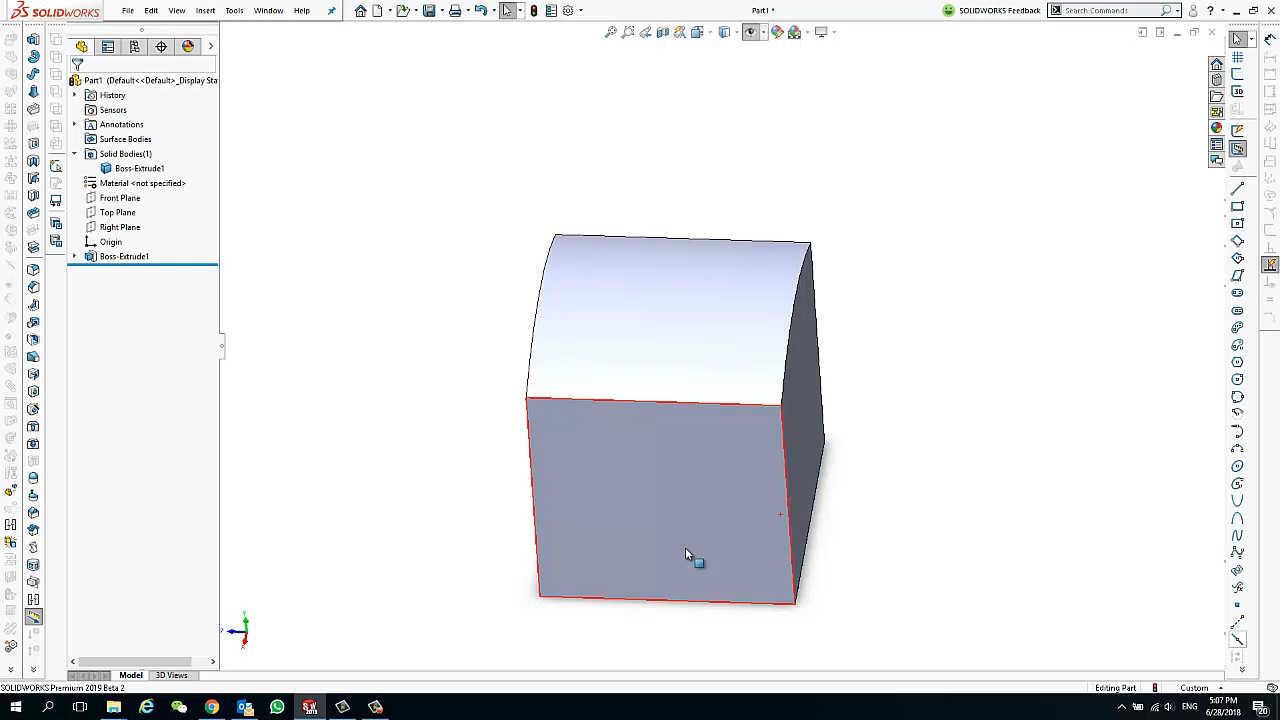 SOLIDWORKS
File Edit View Insert Tools Window Help
Part1 *
SOLIDWORKS Feedback
Search Commands
Part1 (Default<<Default>_Display Sta
History
Sensors
Annotations
Surface Bodies
Solid Bodies(1)
Boss-Extrude1
Material <not specified>
Front Plane
Top Plane
Right Plane
Origin
Boss-Extrude1
3D
Y
Z
X
Model 3D Views
SOLIDWORKS Premium 2019 Beta 2
Editing Part
Custom
ENG
5:07 PM
6/28/2018
20